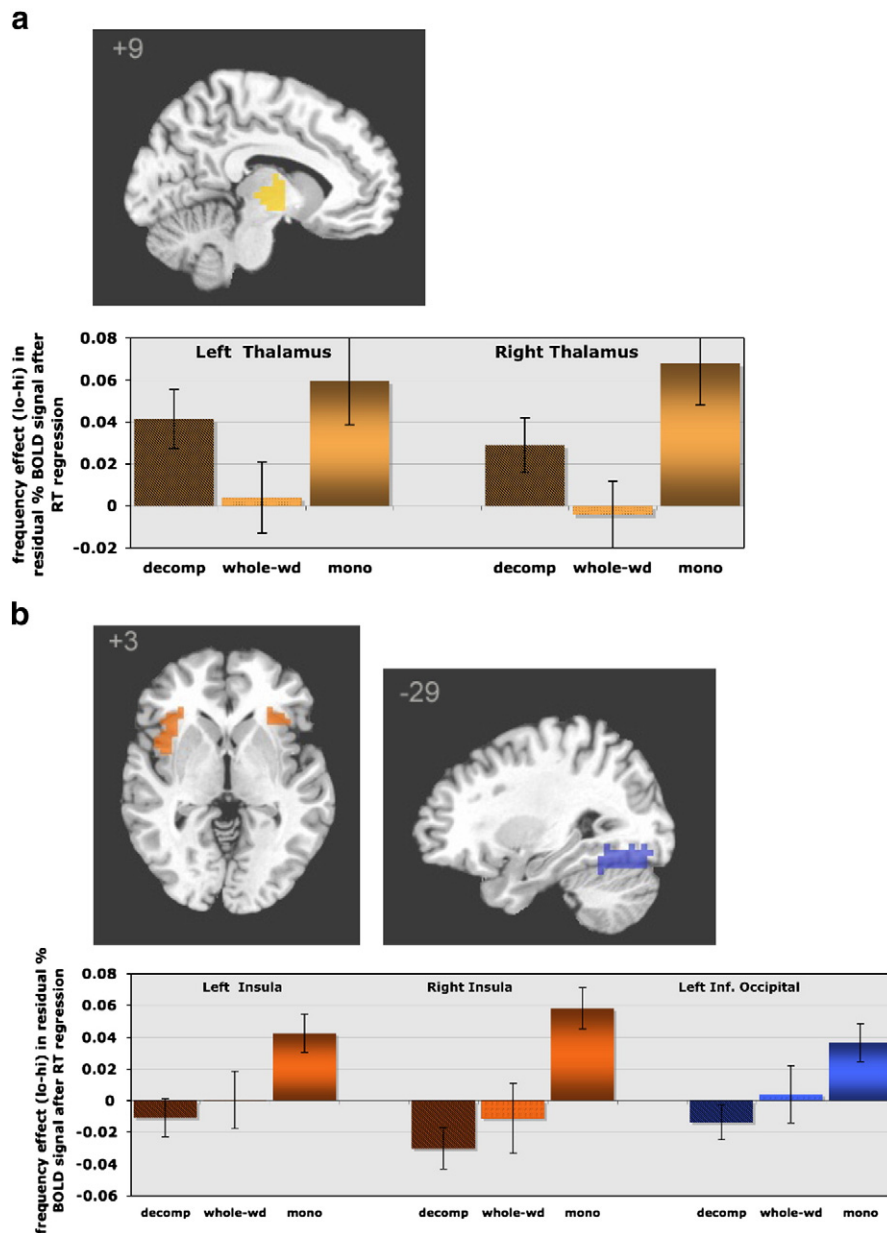 a
+9
frequency effect (lo-hi) in
residual % BOLD signal after
RT regression
0.08
0.06
0.04
0.02
0
-0.02
Left Thalamus
Right Thalamus
decomp whole-wd mono decomp whole-wd mono
b
+3
-29
frequency effect (lo-hi) in residual %
BOLD signal after RT regression
0.08
0.06
0.04
0.02
0
-0.02
-0.04
-0.06
Left Insula
Right Insula
Left Inf. Occipital
decomp whole-wd mono decomp whole-wd mono decomp whole-wd mono